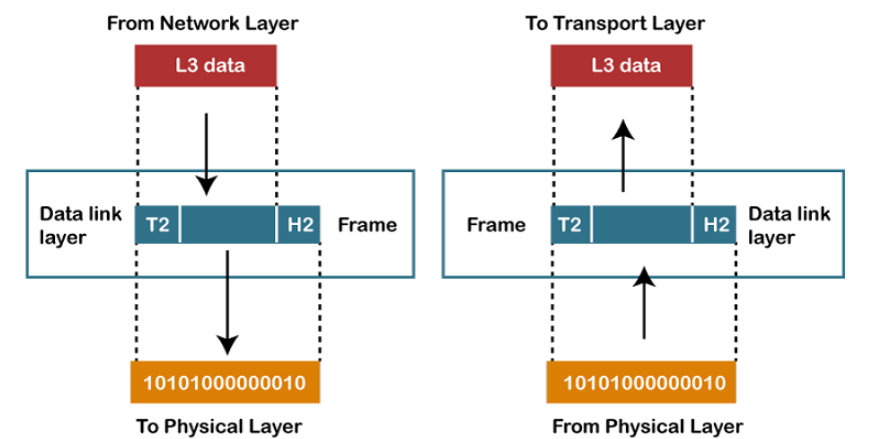 From Network Layer
L3 data
Data link
layer
T2
H2
Frame
10101000000010
To Physical Layer
To Transport Layer
L3 data
Frame
T2
H2
Data link
layer
10101000000010
From Physical Layer